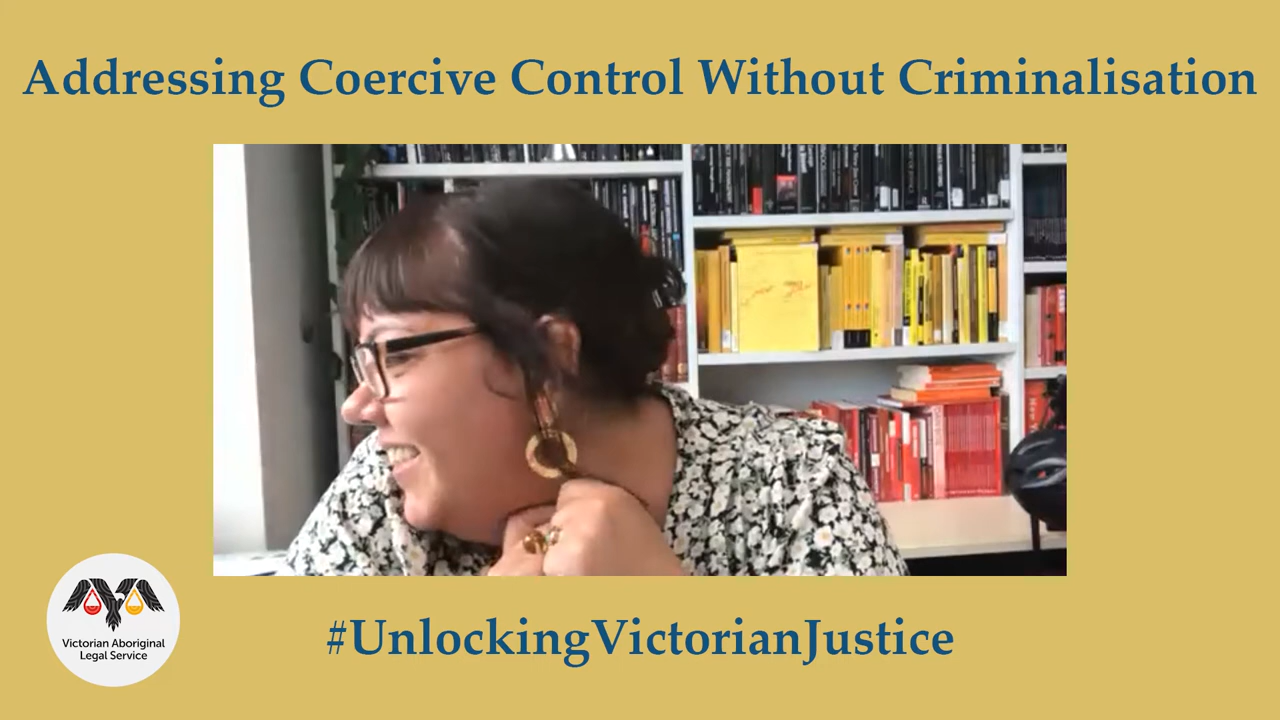 Addressing Coercive Control Without Criminalisation
Victorian Aboriginal
Legal Service
#UnlockingVictorianJustice